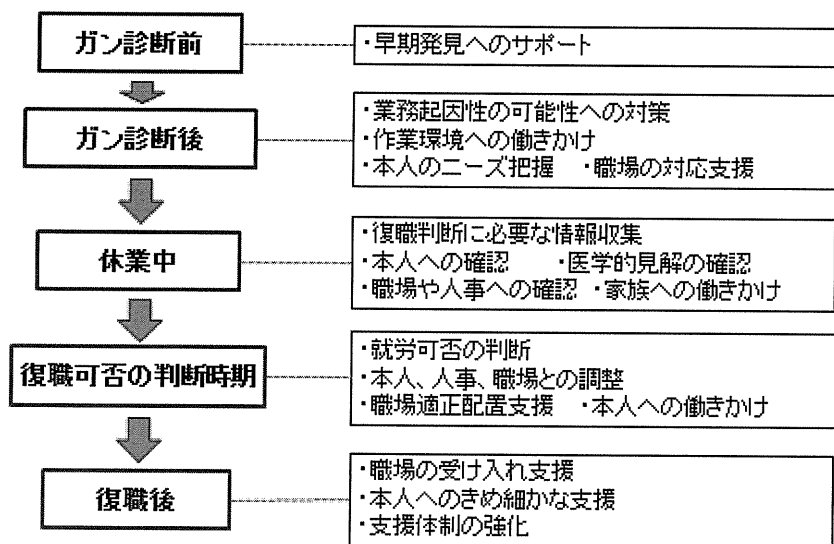 ガン診断前
・早期発見へのサポート
ガン診断後
・業務起因性の可能性への対策
・作業環境への働きかけ
・本人のニーズ把握　・職場の対応支援
休業中
・復職判断に必要な情報収集
・本人への確認　・医学的見解の確認
・職場や人事への確認　・家族への働きかけ
復職可否の判断時期
・就労可否の判断
・本人、人事、職場との調整
・職場適正配置支援　・本人への働きかけ
復職後
・職場の受け入れ支援
・本人へのきめ細かな支援
・支援体制の強化